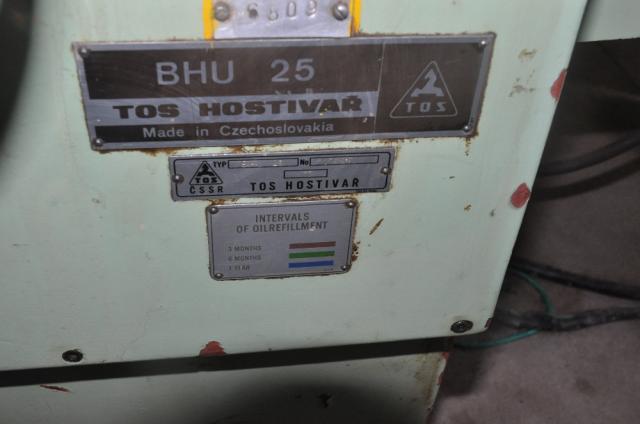 6809
BHU 25
TOS HOSTIVAŘ
Made in Czechoslovakia
TOS
TYP No
TOS
ČSSR TOS HOSTIVAR
INTERVALS
OF OILREFILLMENT
3 MONTHS
6 MONTHS
1 YEAR